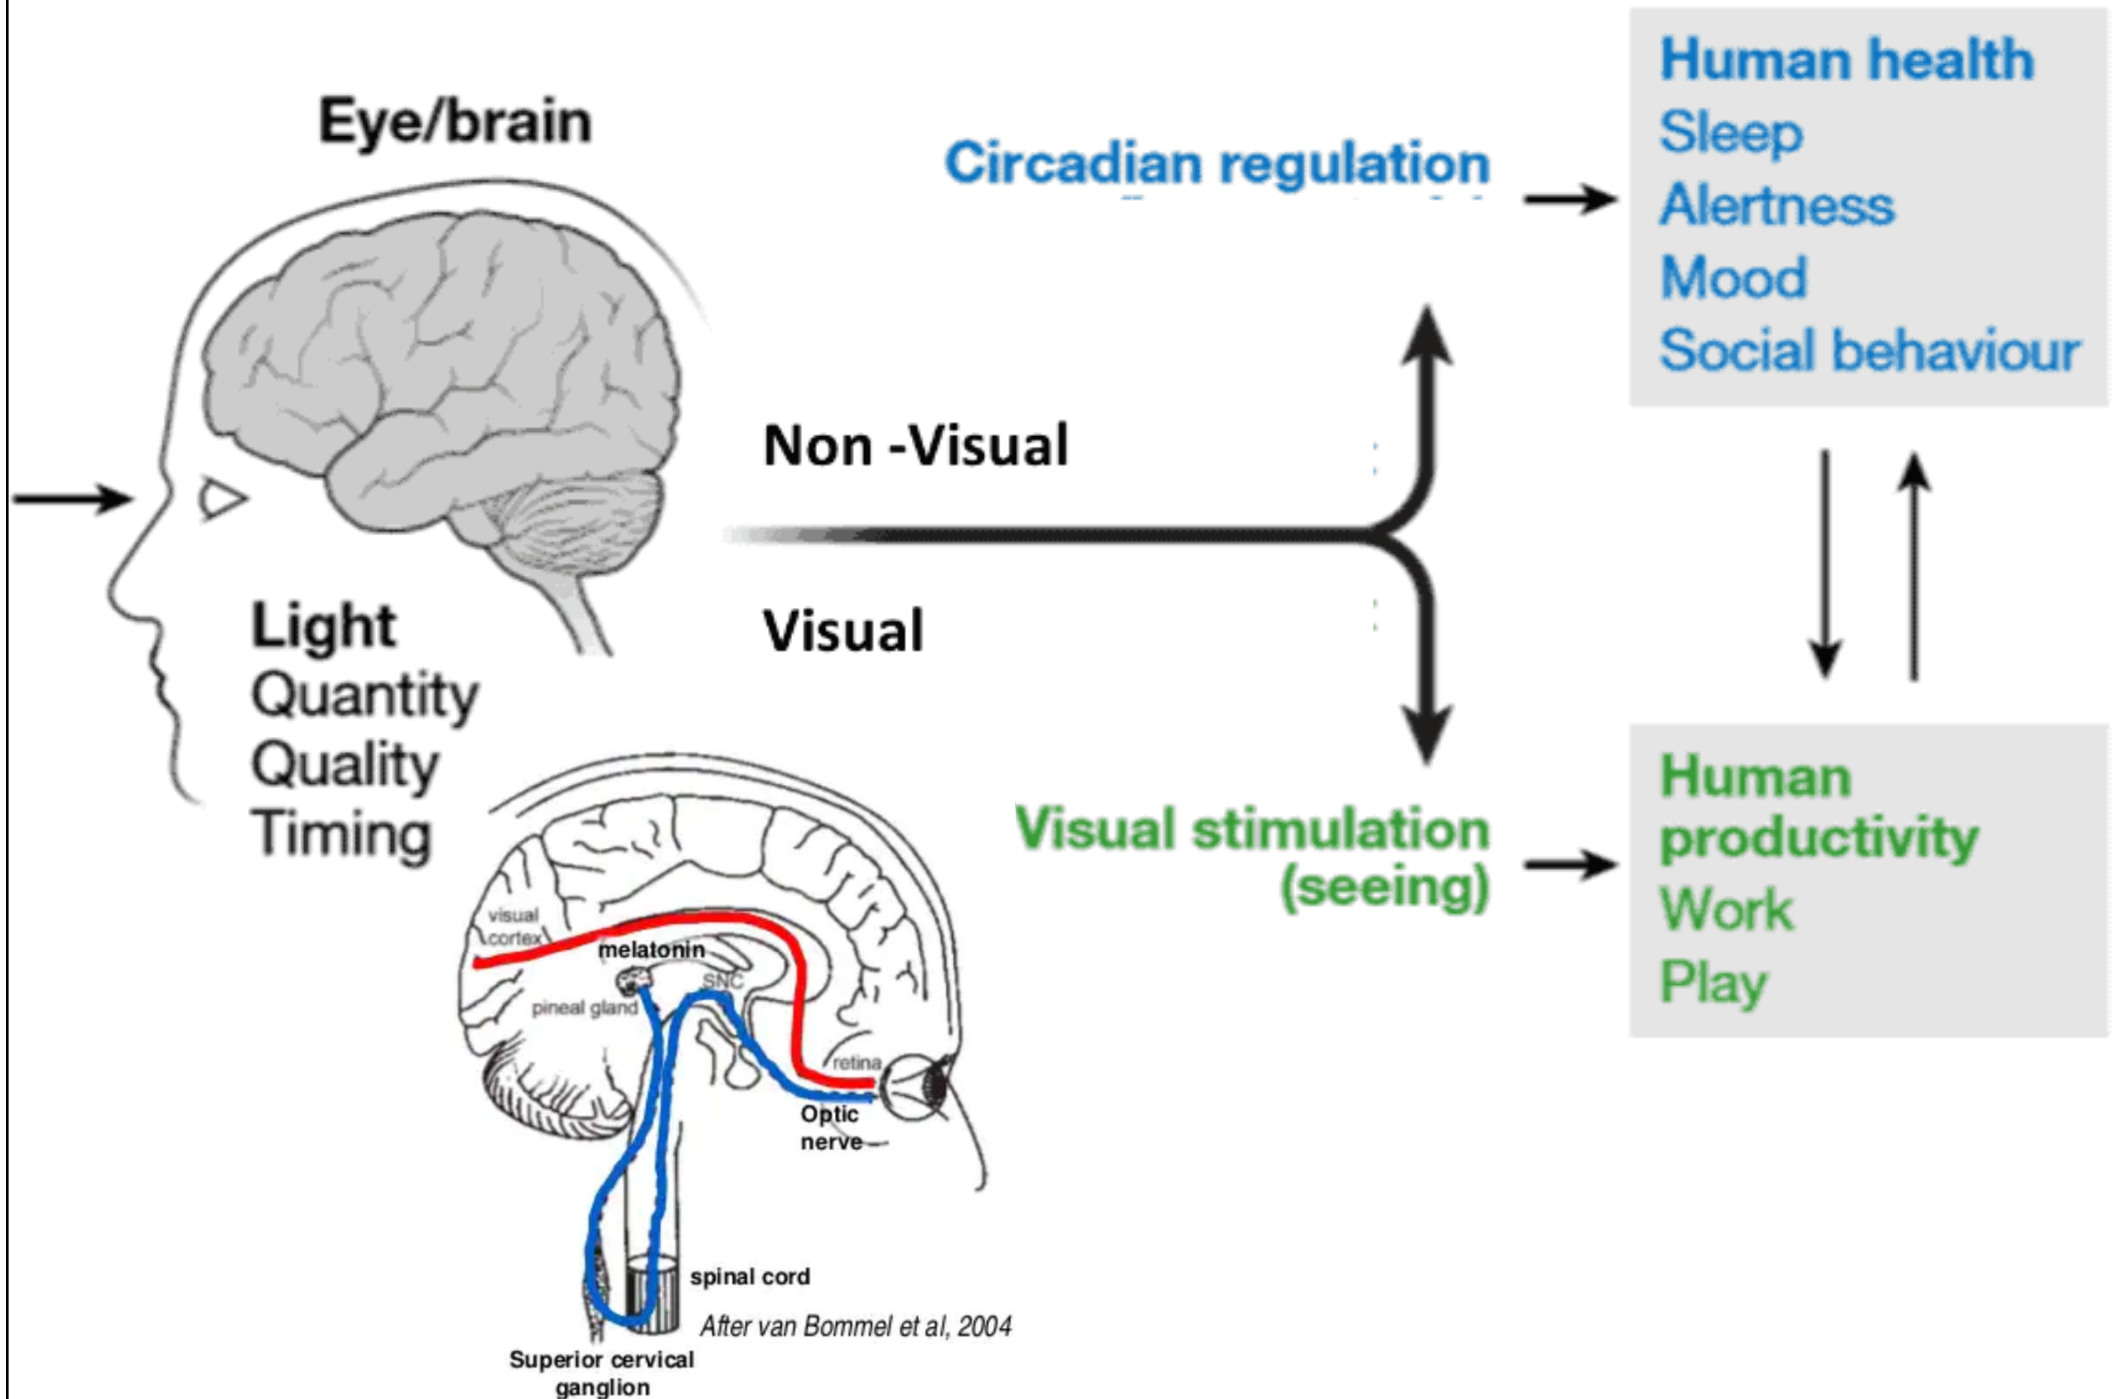 Eye/brain
Light
Quantity
Quality
Timing
Non -Visual
Visual
Circadian regulation
Human health
Sleep
Alertness
Mood
Social behaviour
Visual stimulation
(seeing)
Human
productivity
Work
Play
visual
cortex
melatonin
SNC
pineal gland
retina
Optic
nerve
spinal cord
After van Bommel et al, 2004
Superior cervical
ganglion